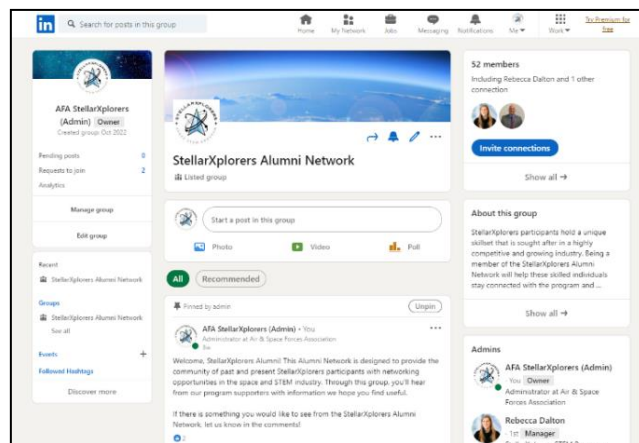 in
Search for posts in this group
Home
My Network
Jobs
Messaging
Notifications
Me
Work
Try Premium for
free
AFA StellarXplorers
(Admin) Owner
Created group: Oct 2022
Pending posts 0
Requests to join 2
Analytics
Manage group
Edit group
Recent
StellarXplorers Alumni Network
Groups
StellarXplorers Alumni Network
See all
Events +
Followed Hashtags
Discover more
STELLARXPLORERS
StellarXplorers Alumni Network
Listed group
Start a post in this group
Photo
Video
Poll
All
Recommended
Pinned by admin
Unpin
AFA StellarXplorers (Admin) • You
Administrator at Air & Space Forces Association
Welcome, StellarXplorers Alumni! This Alumni Network is designed to provide the
community of past and present StellarXplorers participants with networking
opportunities in the space and STEM industry. Through this group, you'll hear
from our program supporters with information we hope you find useful.
If there is something you would like to see from the StellarXplorers Alumni
Network, let us know in the comments!
2
52 members
Including Rebecca Dalton and 1 other
connection
Invite connections
Show all →
About this group
StellarXplorers participants hold a unique
skillset that is sought after in a highly
competitive and growing industry. Being a
member of the StellarXplorers Alumni
Network will help these skilled individuals
stay connected with the program and ...
Show all →
Admins
AFA StellarXplorers (Admin)
You Owner
Administrator at Air & Space
Forces Association
Rebecca Dalton
· 1st Manager